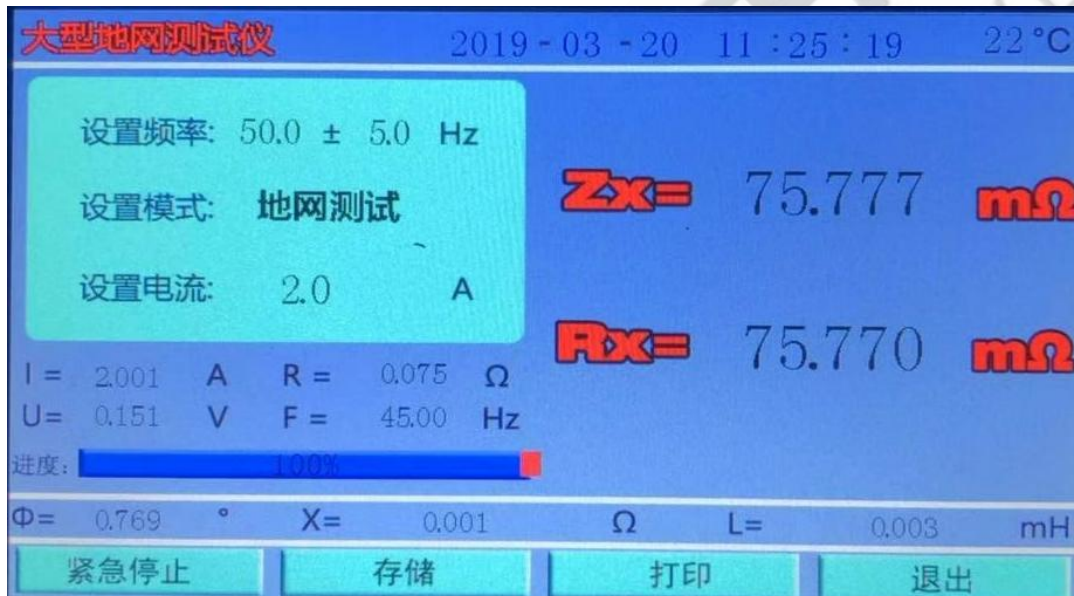 大型地网测试仪 2019-03-20 11:25:19 22°C
设置频率: 50.0 ± 5.0 Hz
设置模式: 地网测试
设置电流: 2.0 A
Zx= 75.777 mΩ
Rx= 75.770 mΩ
I = 2.001 A R = 0.075 Ω
U= 0.151 V F = 45.00 Hz
进度: 100%
Φ= 0.769 ° X= 0.001 Ω L= 0.003 mH
紧急停止 存储 打印 退出